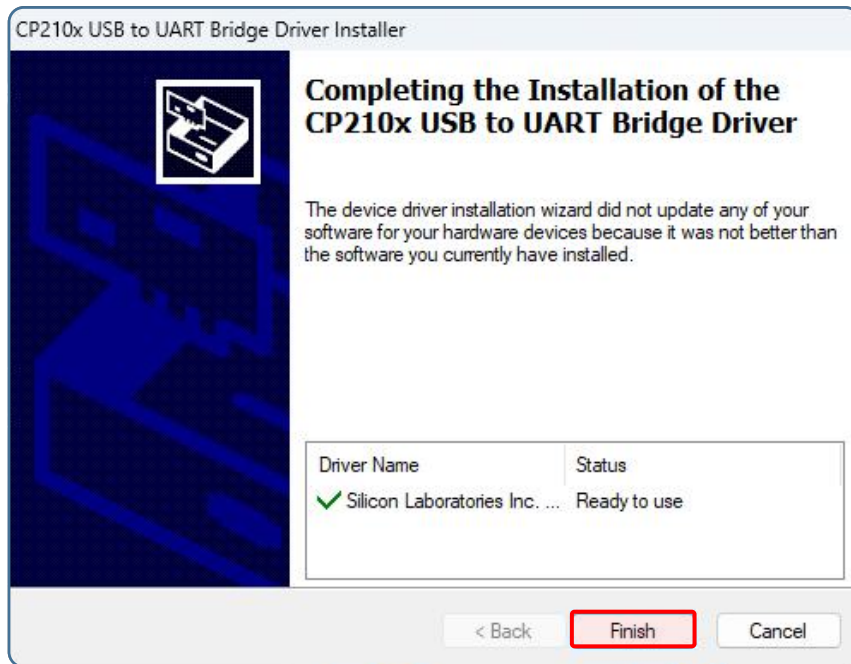 CP210x USB to UART Bridge Driver Installer
Completing the Installation of the
CP210x USB to UART Bridge Driver
The device driver installation wizard did not update any of your
software for your hardware devices because it was not better than
the software you currently have installed.
Driver Name Status
Silicon Laboratories Inc. ... Ready to use
< Back Finish Cancel